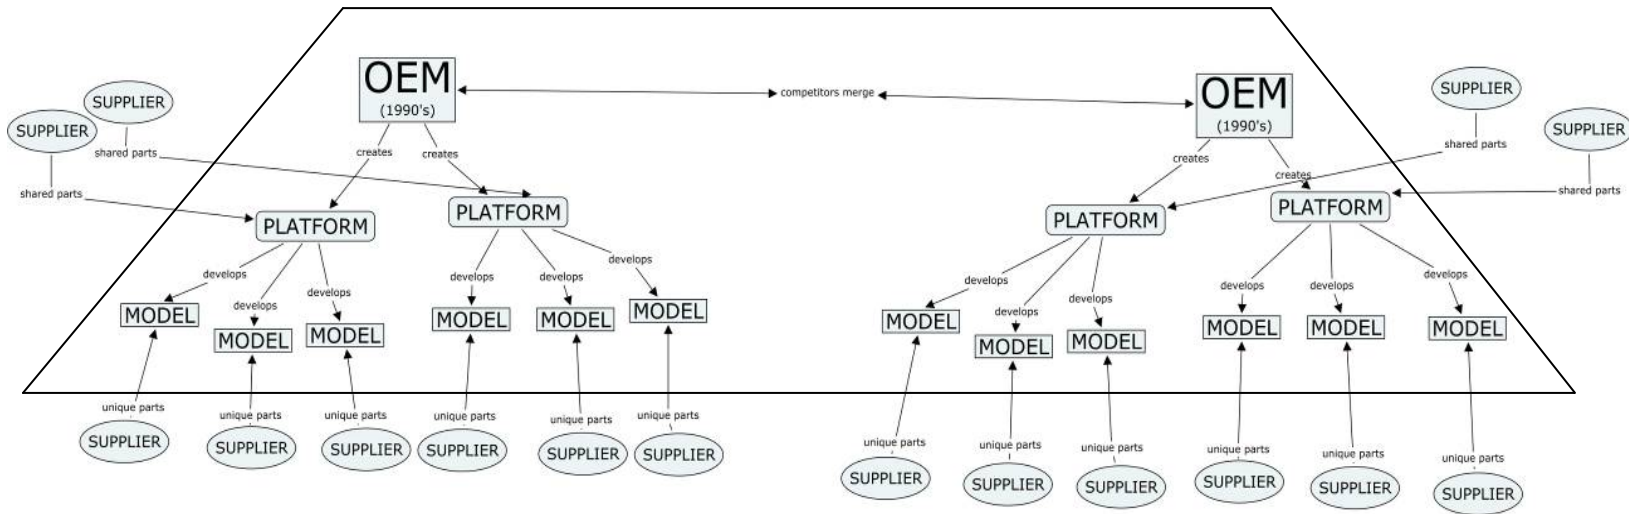 OEM
(1990's)
competitors merge
OEM
(1990's)
SUPPLIER
SUPPLIER
SUPPLIER
SUPPLIER
shared parts
shared parts
shared parts
shared parts
creates
creates
creates
creates
PLATFORM
PLATFORM
PLATFORM
PLATFORM
develops
develops
develops
develops
develops
develops
develops
develops
develops
develops
develops
develops
MODEL
MODEL
MODEL
MODEL
MODEL
MODEL
MODEL
MODEL
MODEL
MODEL
MODEL
MODEL
unique parts
unique parts
unique parts
unique parts
unique parts
unique parts
unique parts
unique parts
unique parts
unique parts
unique parts
unique parts
SUPPLIER
SUPPLIER
SUPPLIER
SUPPLIER
SUPPLIER
SUPPLIER
SUPPLIER
SUPPLIER
SUPPLIER
SUPPLIER
SUPPLIER
SUPPLIER